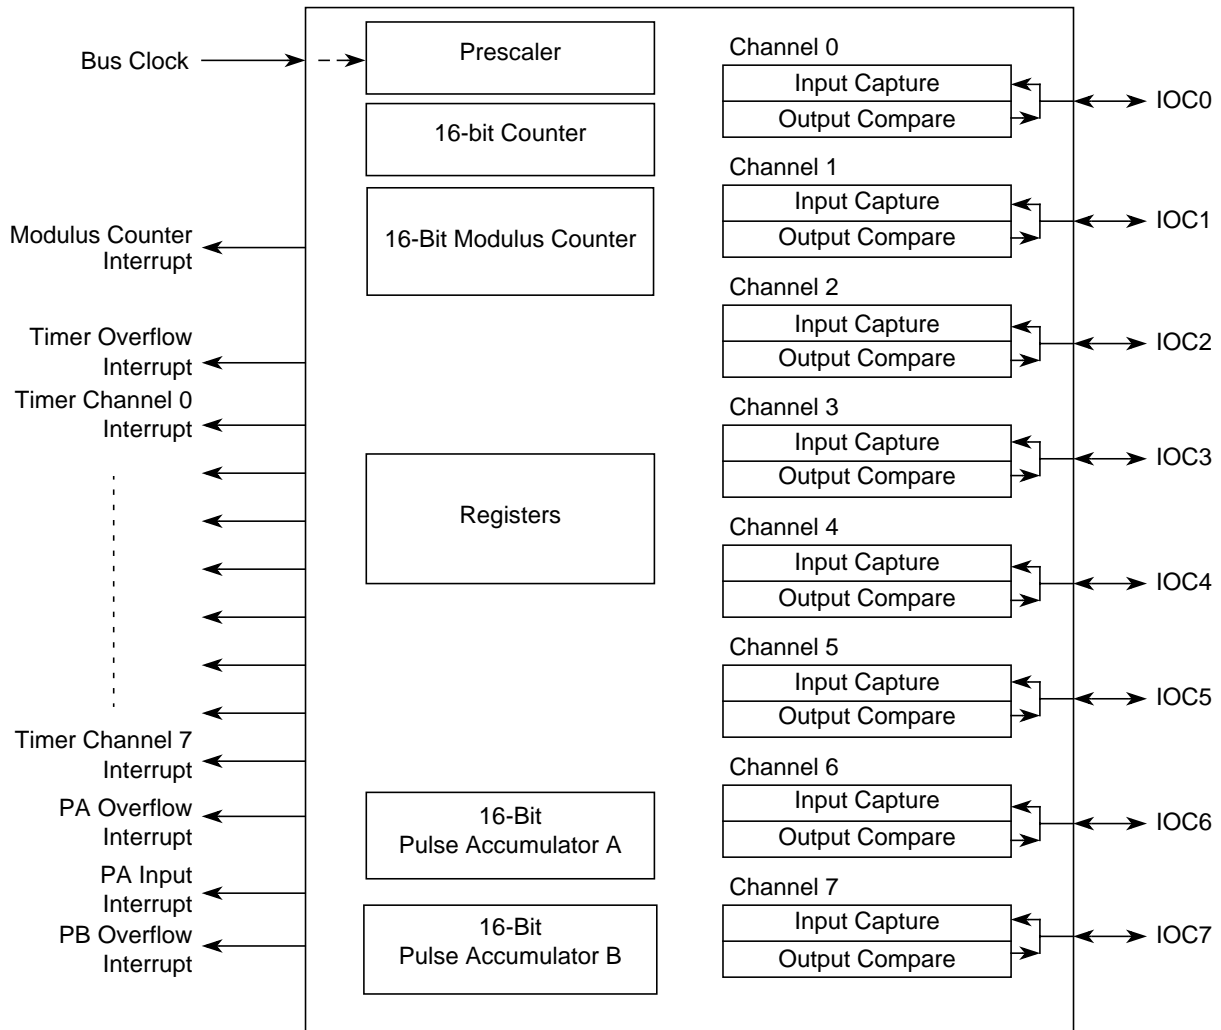 Bus Clock
Modulus Counter
Interrupt
Timer Overflow
Interrupt
Timer Channel 0
Interrupt
Timer Channel 7
Interrupt
PA Overflow
Interrupt
PA Input
Interrupt
PB Overflow
Interrupt
Prescaler
16-bit Counter
16-Bit Modulus Counter
Registers
16-Bit
Pulse Accumulator A
16-Bit
Pulse Accumulator B
Channel 0
Input Capture
Output Compare
IOC0
Channel 1
Input Capture
Output Compare
IOC1
Channel 2
Input Capture
Output Compare
IOC2
Channel 3
Input Capture
Output Compare
IOC3
Channel 4
Input Capture
Output Compare
IOC4
Channel 5
Input Capture
Output Compare
IOC5
Channel 6
Input Capture
Output Compare
IOC6
Channel 7
Input Capture
Output Compare
IOC7